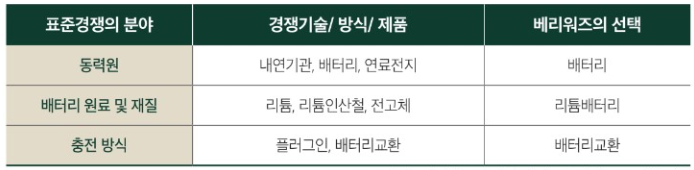 표준경쟁의 분야 경쟁기술/ 방식/ 제품 베리워즈의 선택
동력원 내연기관, 배터리, 연료전지 배터리
배터리 원료 및 재질 리튬, 리튬인산철, 전고체 리튬배터리
충전 방식 플러그인, 배터리교환 배터리교환